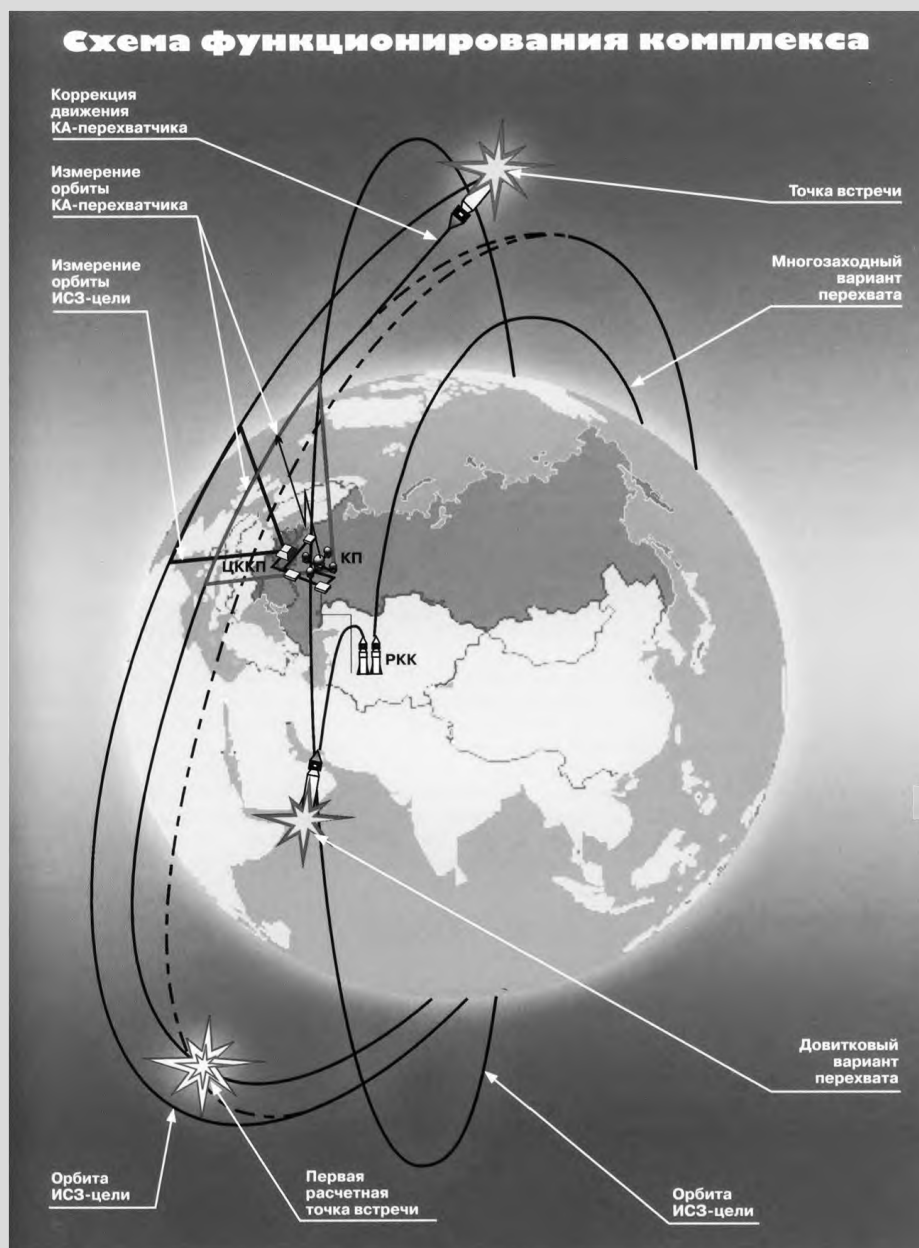 Схема функционирования комплекса
Коррекция
движения
КА-перехватчика
Измерение
орбиты
КА-перехватчика
Измерение
орбиты
ИСЗ-цели
Точка встречи
Многозаходный
вариант
перехвата
ЦККП
КП
РКК
Довитковый
вариант
перехвата
Орбита
ИСЗ-цели
Первая
расчетная
точка встречи
Орбита
ИСЗ-цели